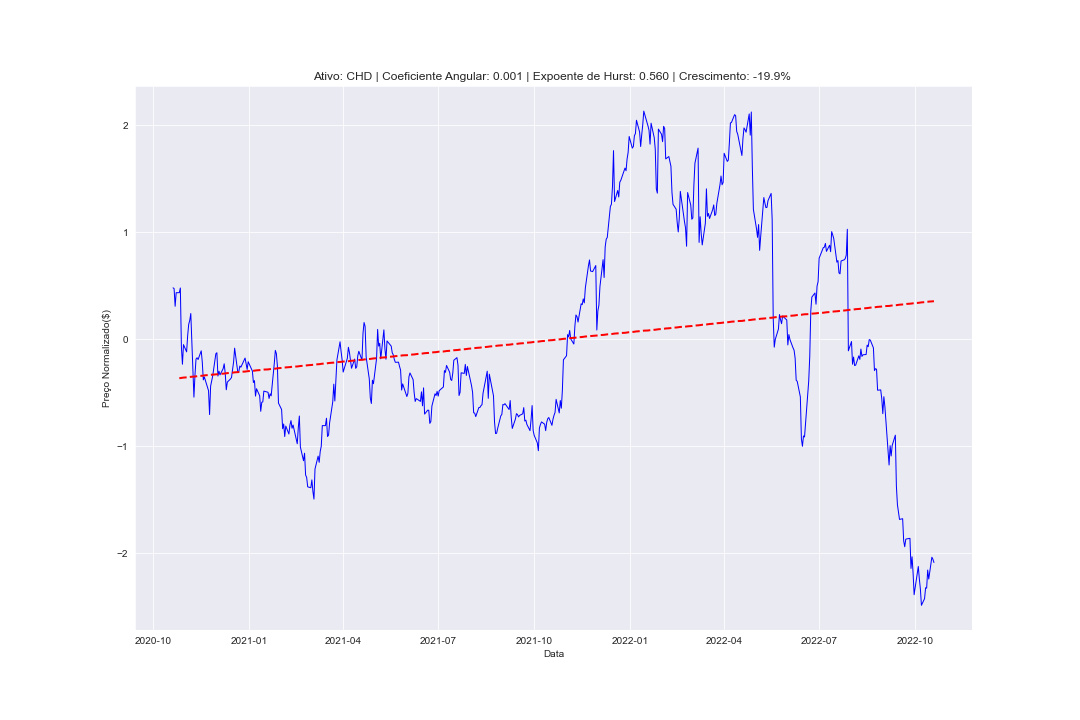 Ativo: CHD | Coeficiente Angular: 0.001 | Expoente de Hurst: 0.560 | Crescimento: -19.9%
2
1
0
−1
−2
Preço Normalizado($)
2020-10 2021-01 2021-04 2021-07 2021-10 2022-01 2022-04 2022-07 2022-10
Data